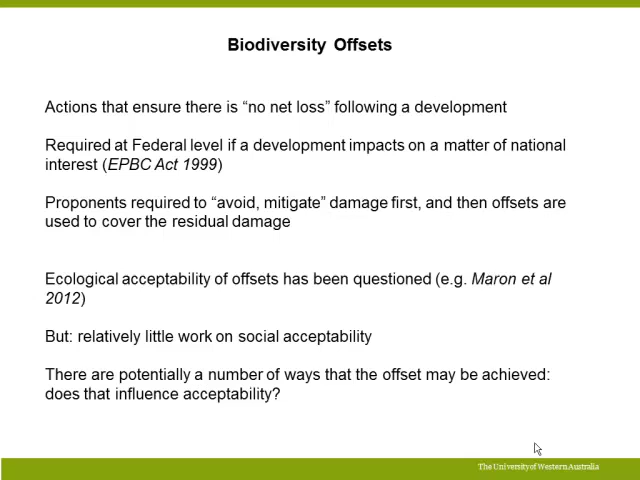 Biodiversity Offsets
Actions that ensure there is “no net loss” following a development
Required at Federal level if a development impacts on a matter of national
interest (EPBC Act 1999)
Proponents required to “avoid, mitigate” damage first, and then offsets are
used to cover the residual damage
Ecological acceptability of offsets has been questioned (e.g. Maron et al
2012)
But: relatively little work on social acceptability
There are potentially a number of ways that the offset may be achieved:
does that influence acceptability?
The University of Western Australia